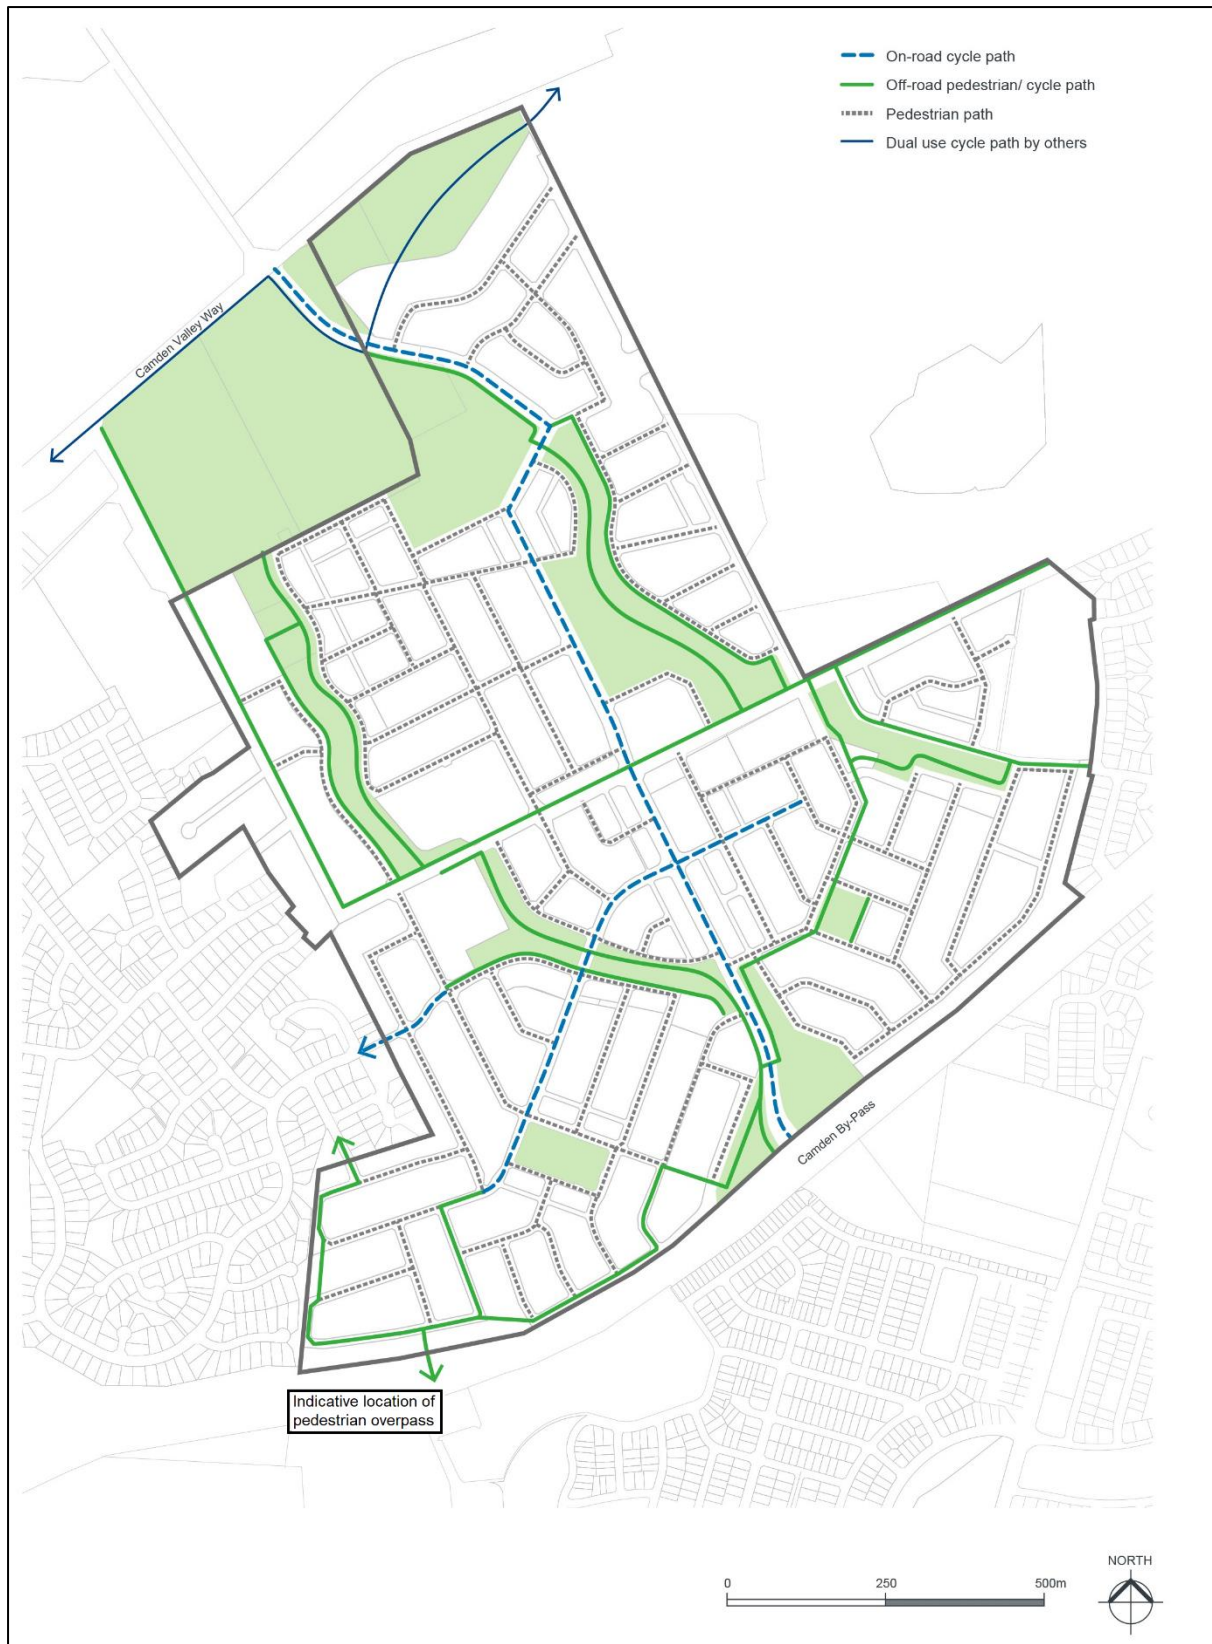 On-road cycle path
Off-road pedestrian/ cycle path
Pedestrian path
Dual use cycle path by others
Camden Valley Way
Camden By-Pass
Indicative location of
pedestrian overpass
NORTH
0 250 500m